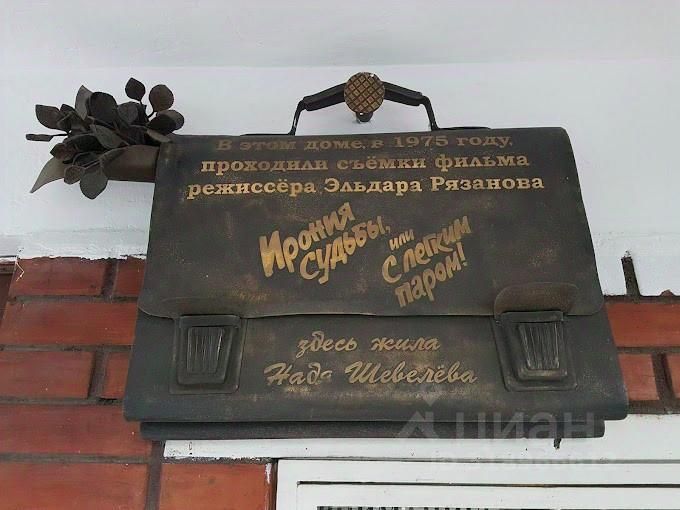 В этом доме, в 1975 году,
проходили съёмки фильма
режиссёра Эльдара Рязанова
Ирония
судьбы,
или
С легким
паром!
здесь жила
Надя Шевелёва
ЦИАН